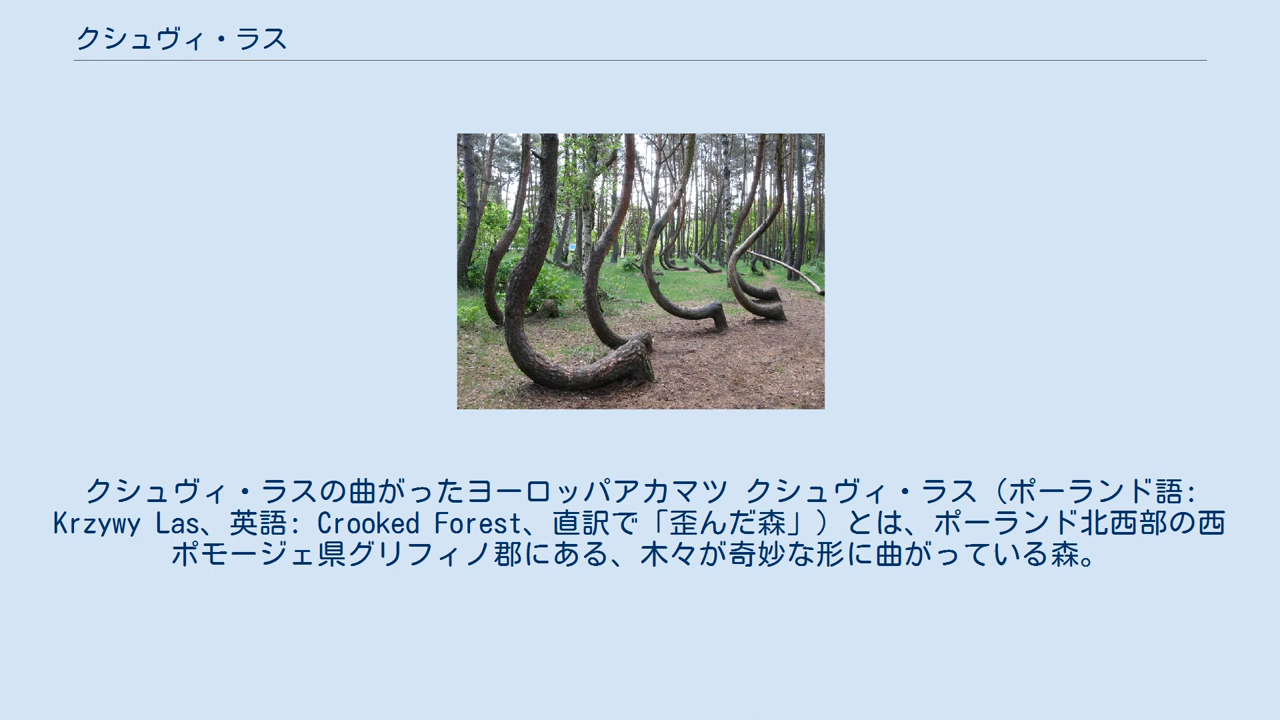 クシュヴィ・ラス
クシュヴィ・ラスの曲がったヨーロッパアカマツ クシュヴィ・ラス（ポーランド語:
Krzywy Las、英語: Crooked Forest、直訳で「歪んだ森」）とは、ポーランド北西部の西
ポモージェ県グリフィノ郡にある、木々が奇妙な形に曲がっている森。